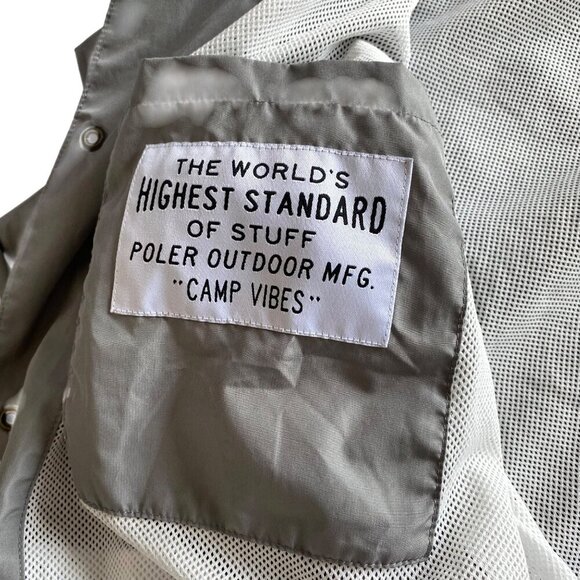 THE WORLD'S
HIGHEST STANDARD
OF STUFF
POLER OUTDOOR MFG.
"CAMP VIBES"